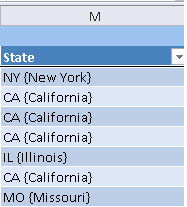 M
State
NY {New York}
CA {California}
CA {California}
CA {California}
IL {Illinois}
CA {California}
MO {Missouri}